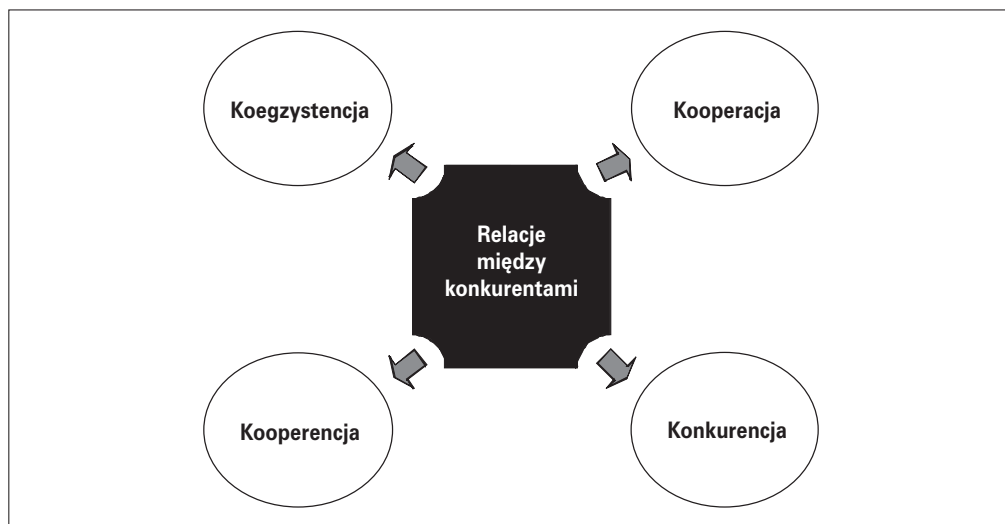 Koegzystencja
Kooperacja
Relacje
między
konkurentami
Kooperencja
Konkurencja